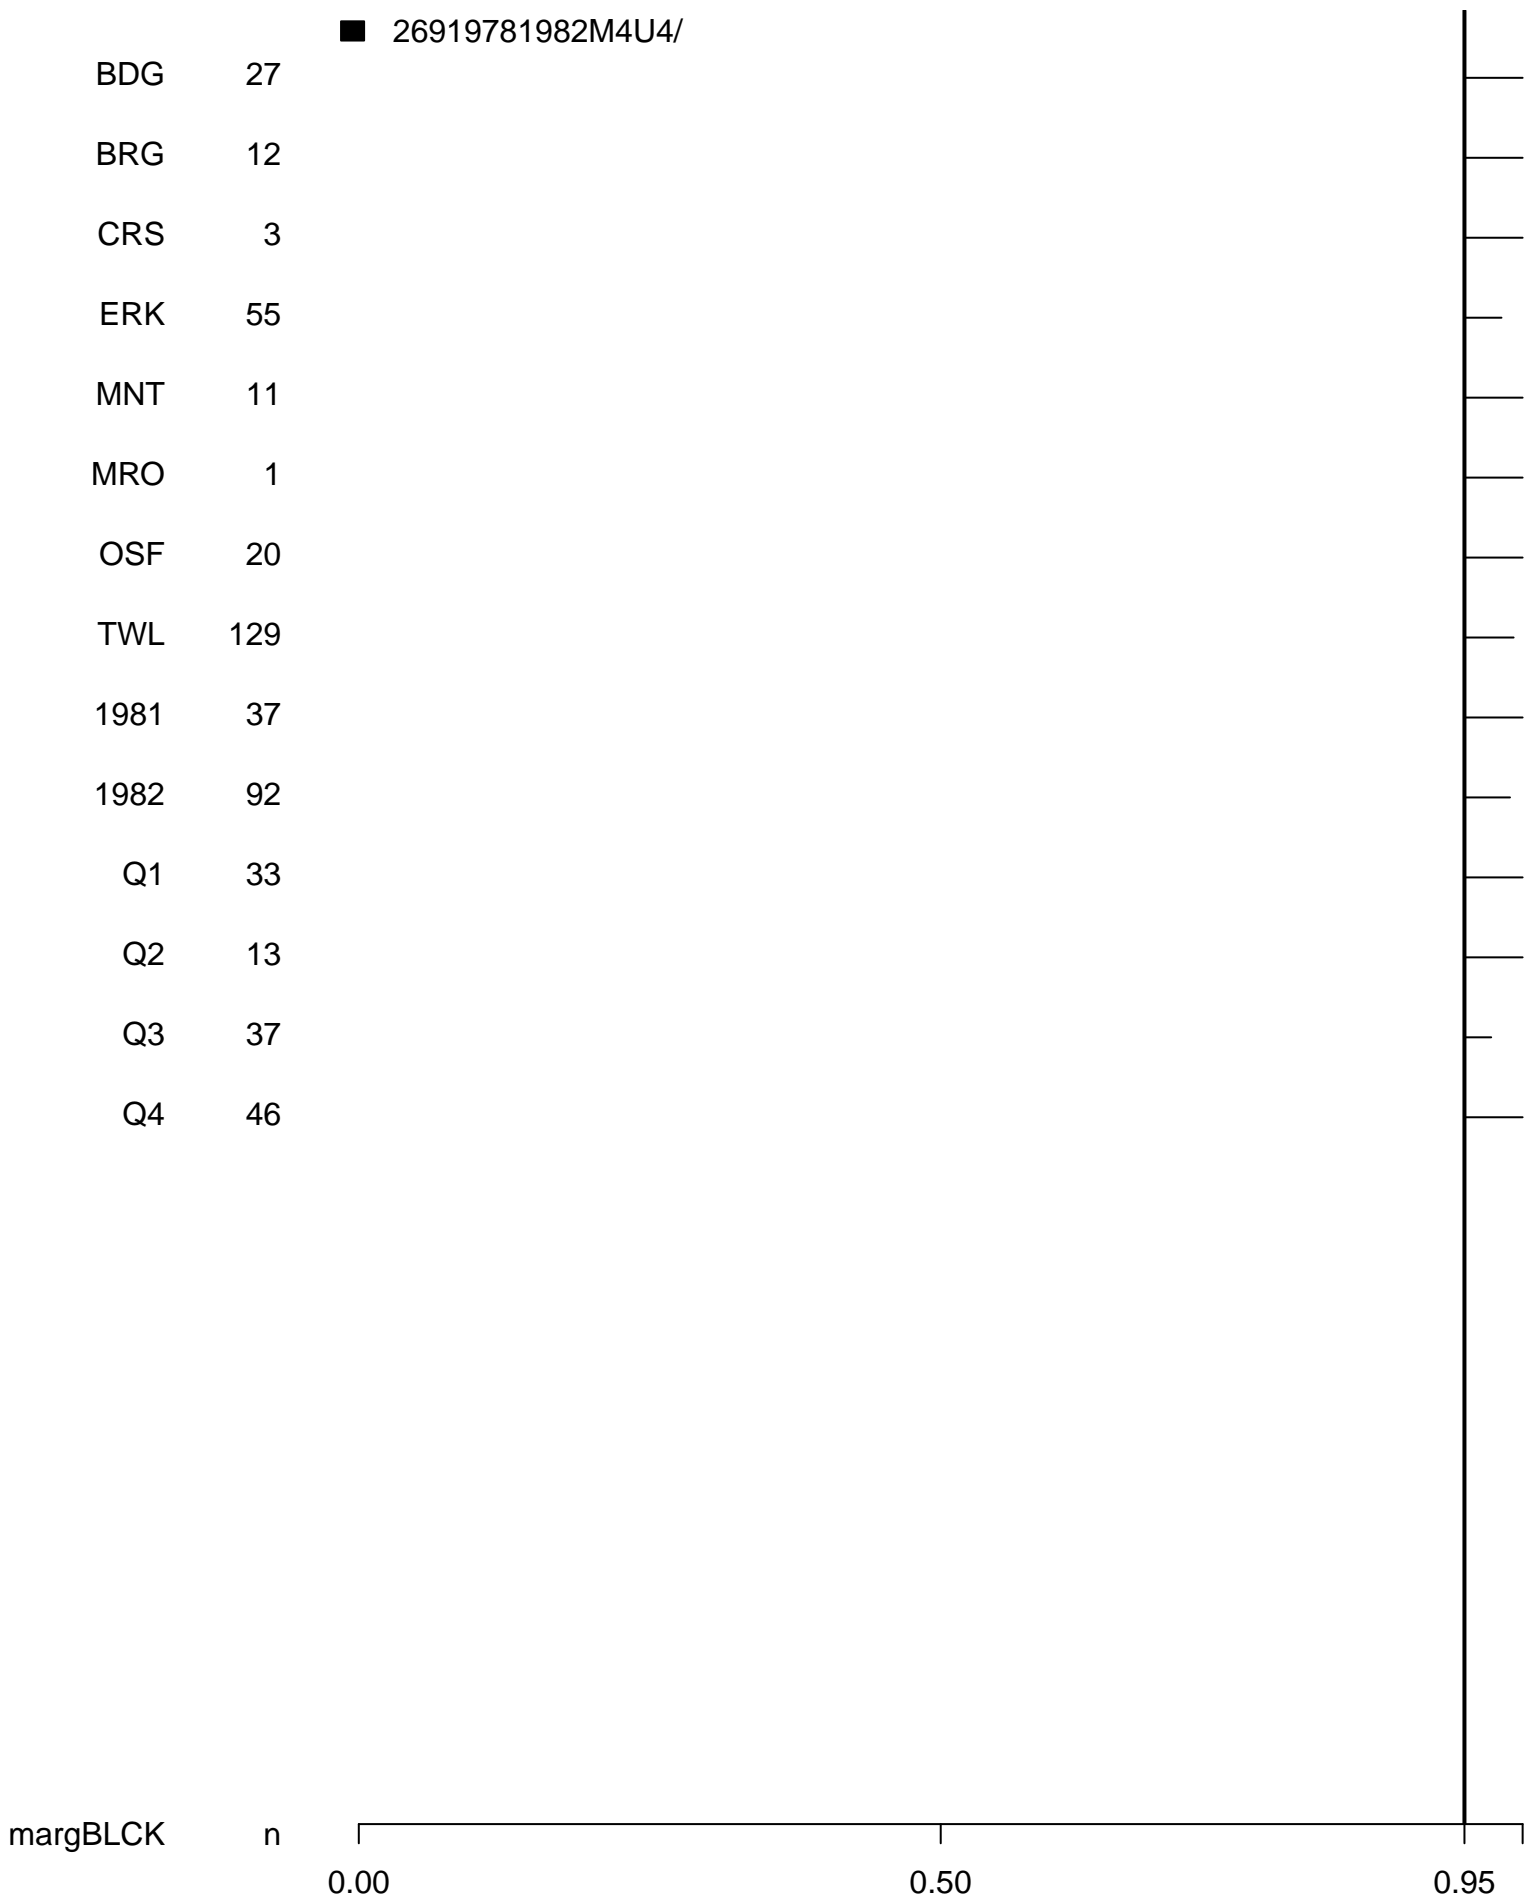 26919781982M4U4/
BDG 27
BRG 12
CRS 3
ERK 55
MNT 11
MRO 1
OSF 20
TWL 129
1981 37
1982 92
Q1 33
Q2 13
Q3 37
Q4 46
margBLCK n
0.00 0.50 0.95